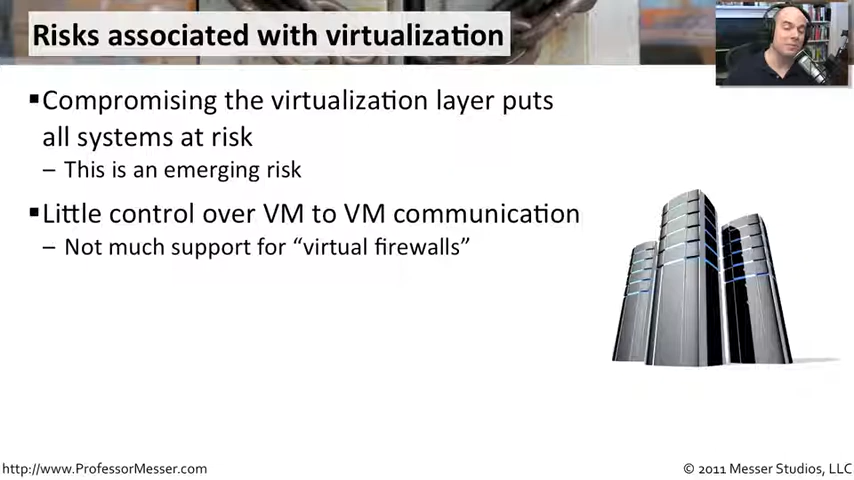 Risks associated with virtualization
▪Compromising the virtualization layer puts
all systems at risk
– This is an emerging risk
▪Little control over VM to VM communication
– Not much support for “virtual firewalls”
http://www.ProfessorMesser.com
© 2011 Messer Studios, LLC